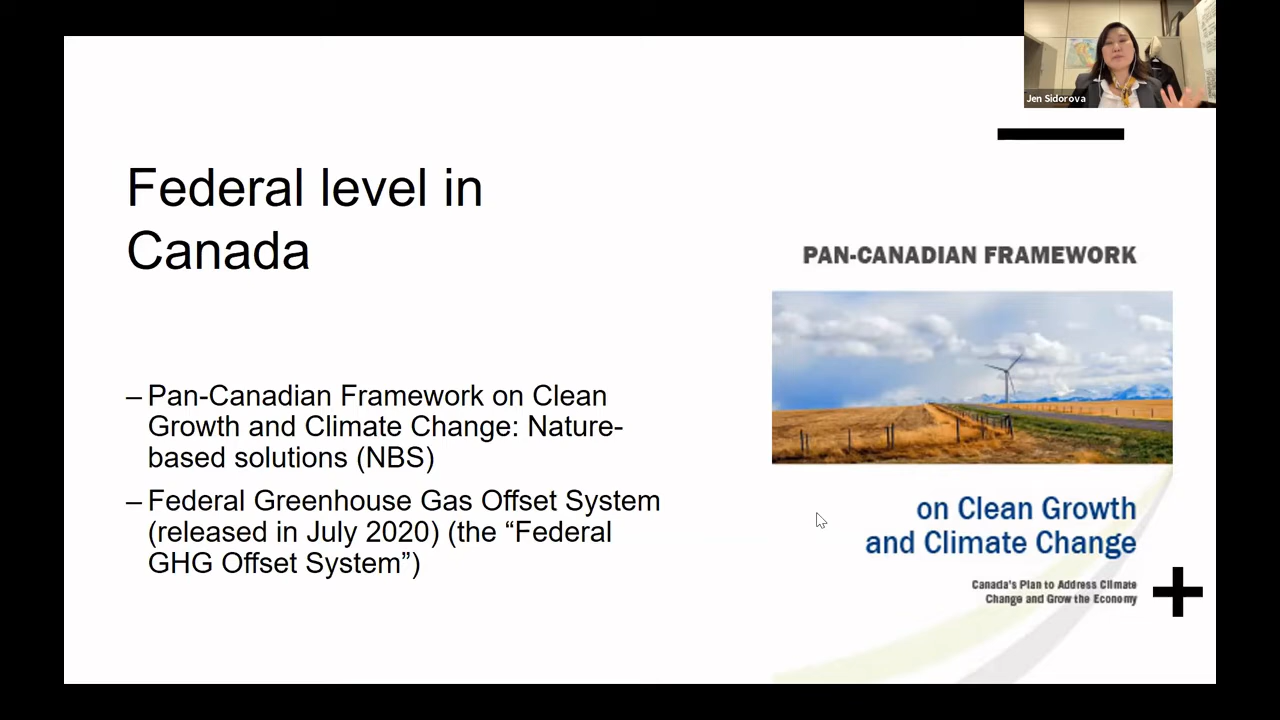 Jen Sidorova
Federal level in
Canada
– Pan-Canadian Framework on Clean
Growth and Climate Change: Nature-
based solutions (NBS)
– Federal Greenhouse Gas Offset System
(released in July 2020) (the “Federal
GHG Offset System”)
PAN-CANADIAN FRAMEWORK
on Clean Growth
and Climate Change
Canada's Plan to Address Climate
Change and Grow the Economy